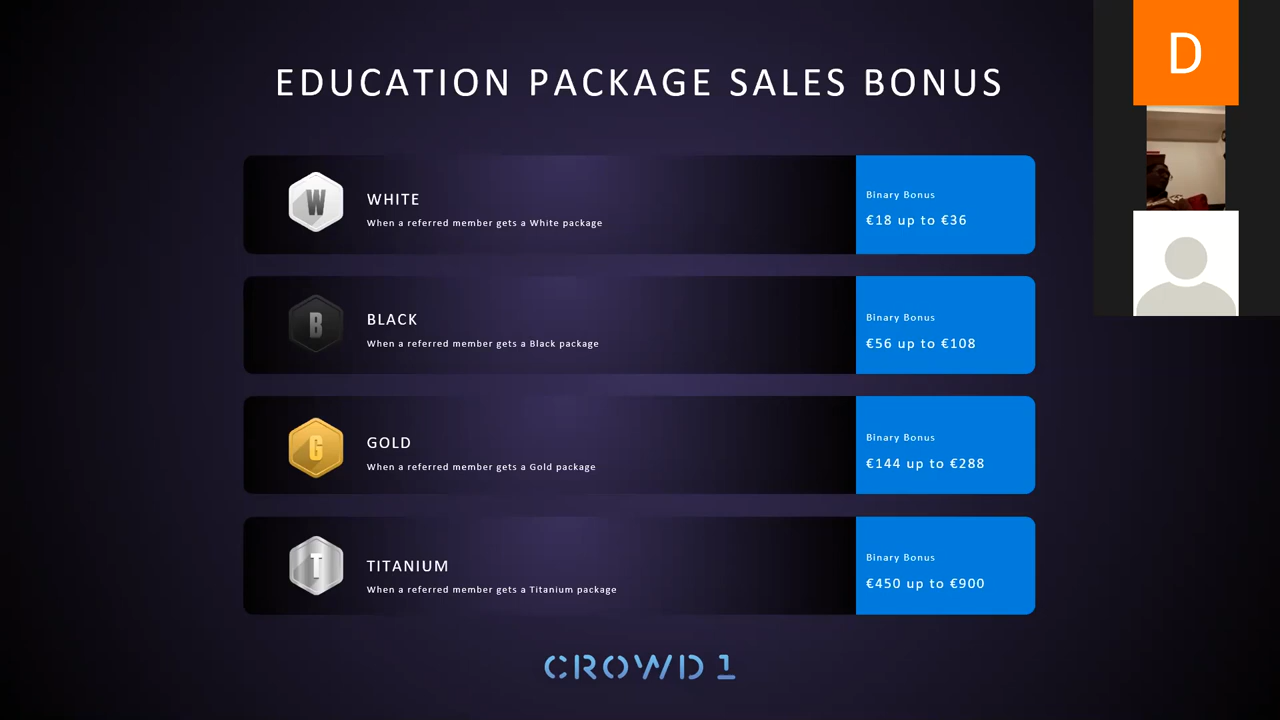 EDUCATION PACKAGE SALES BONUS
D
W
WHITE
When a referred member gets a White package
Binary Bonus
€18 up to €36
B
BLACK
When a referred member gets a Black package
Binary Bonus
€56 up to €108
G
GOLD
When a referred member gets a Gold package
Binary Bonus
€144 up to €288
T
TITANIUM
When a referred member gets a Titanium package
Binary Bonus
€450 up to €900
CROWD 1